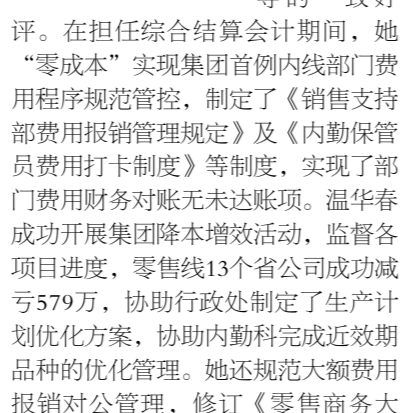 评。在担任综合结算会计期间，她
“零成本”实现集团首例内线部门费
用程序规范管控，制定了《销售支持
部费用报销管理规定》及《内勤保管
员费用打卡制度》等制度，实现了部
门费用财务对账无未达账项。温华春
成功开展集团降本增效活动，监督各
项目进度，零售线13个省公司成功减
亏579万，协助行政处制定了生产计
划优化方案，协助内勤科完成近效期
品种的优化管理。她还规范大额费用
报销对公管理，修订《零售商务大